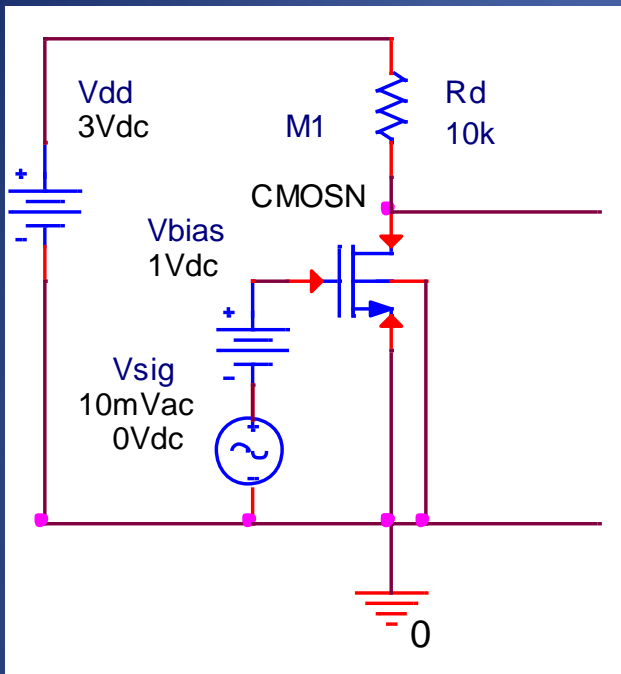 Vdd
3Vdc
M1
Rd
10k
CMOSN
Vbias
1Vdc
Vsig
10mVac
0Vdc
0